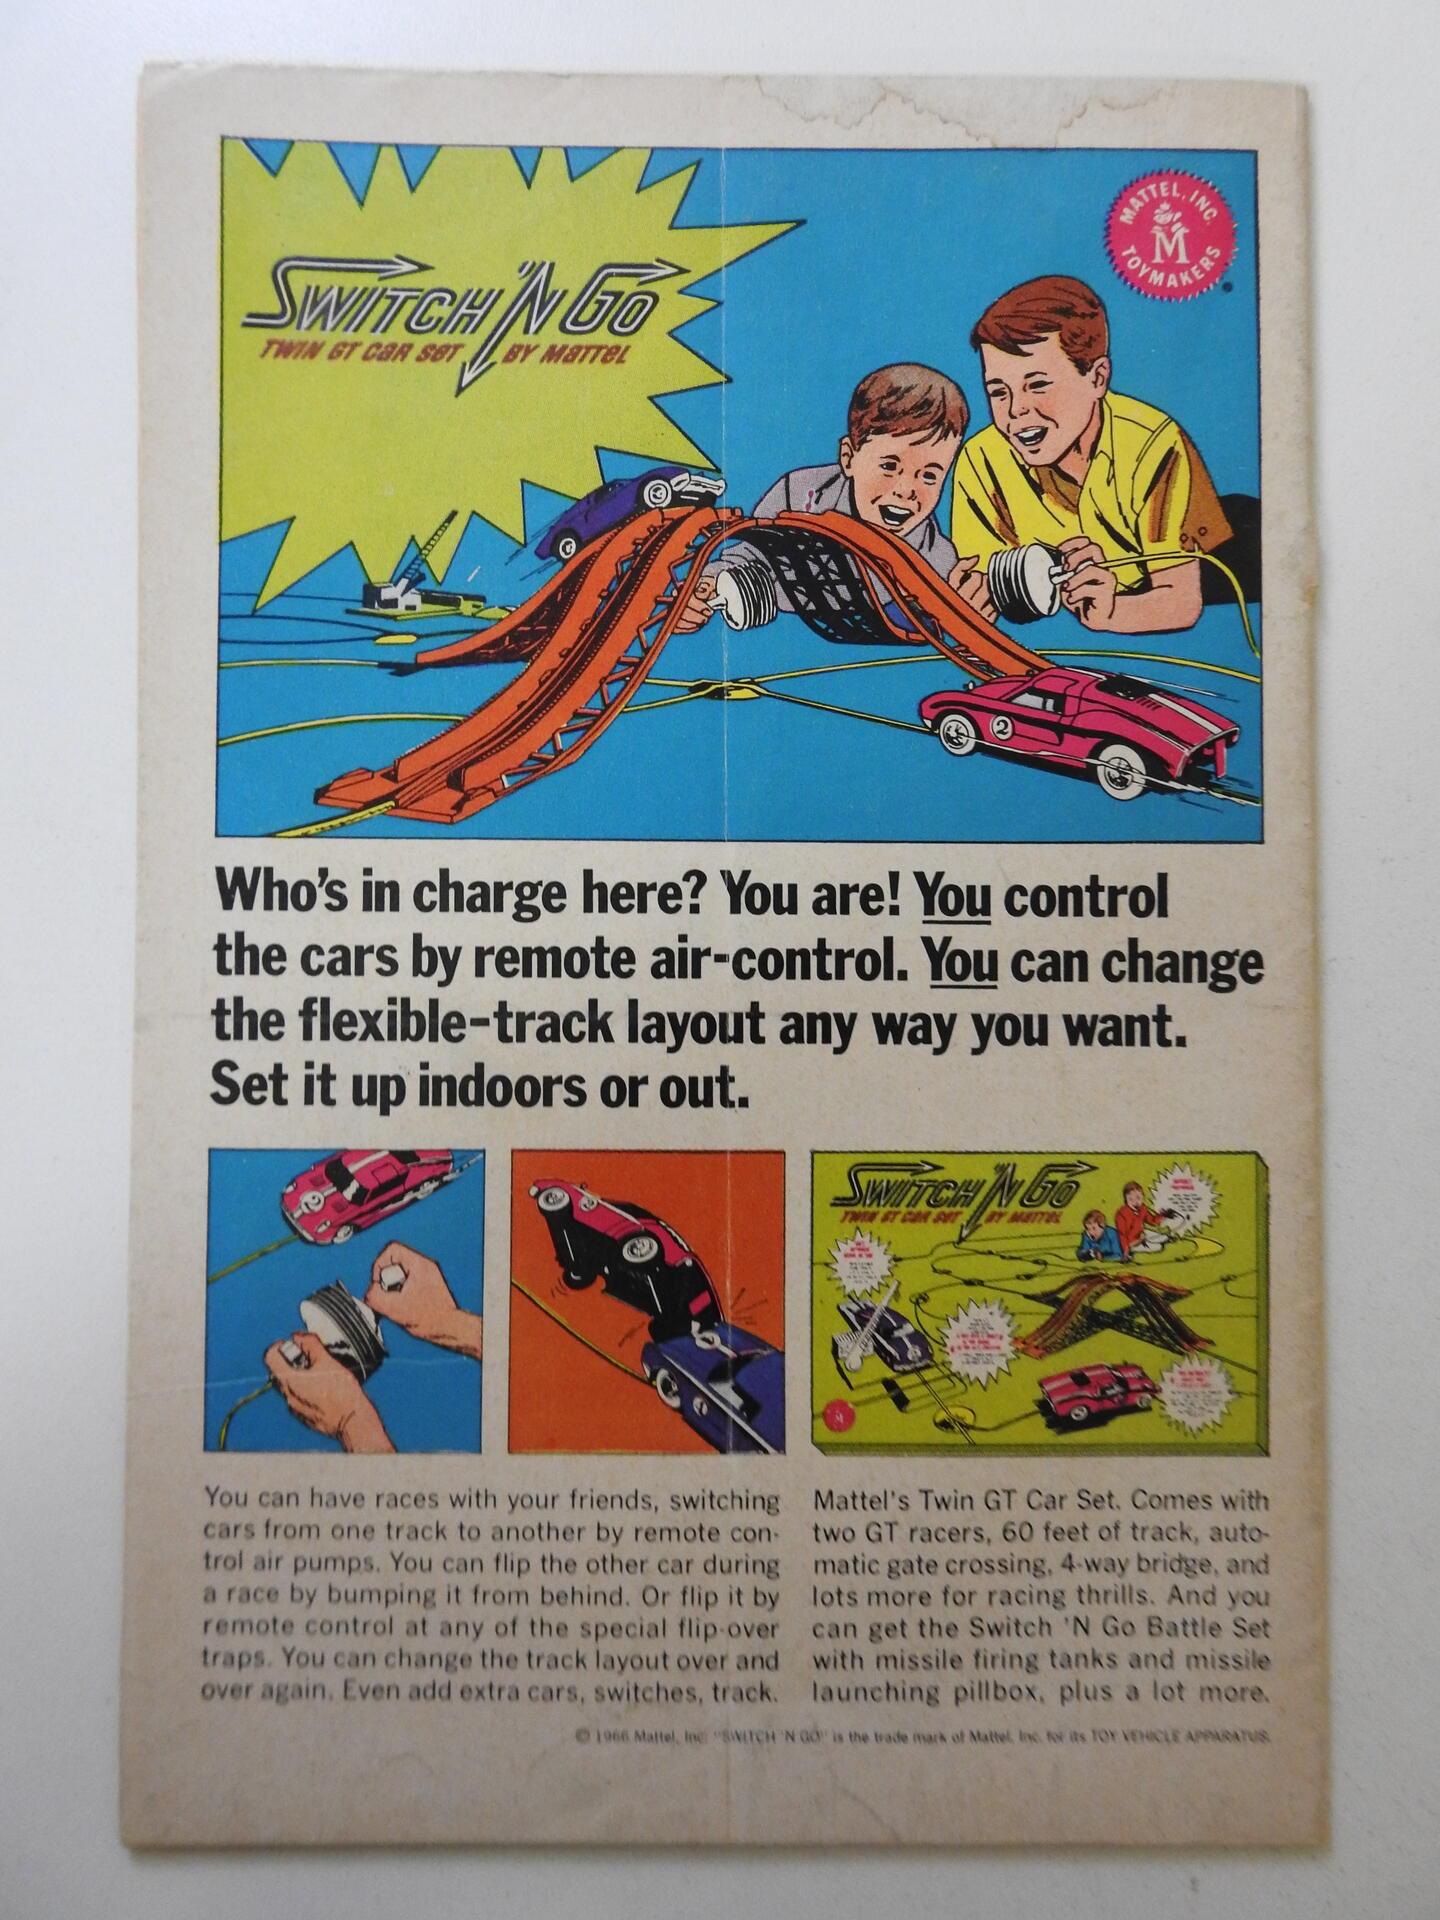 SWITCH 'N GO
TWIN GT CAR SET BY MATTEL
MATTEL, INC.
M
TOYMAKERS
2
Who's in charge here? You are! You control
the cars by remote air-control. You can change
the flexible-track layout any way you want.
Set it up indoors or out.
2
2
SWITCH 'N GO
TWIN GT CAR SET BY MATTEL
M
You can have races with your friends, switching
cars from one track to another by remote con-
trol air pumps. You can flip the other car during
a race by bumping it from behind. Or flip it by
remote control at any of the special flip-over
traps. You can change the track layout over and
over again. Even add extra cars, switches, track.
Mattel's Twin GT Car Set. Comes with
two GT racers, 60 feet of track, auto-
matic gate crossing, 4-way bridge, and
lots more for racing thrills. And you
can get the Switch 'N Go Battle Set
with missile firing tanks and missile
launching pillbox, plus a lot more.
© 1966 Mattel, Inc. "SWITCH 'N GO" is the trade mark of Mattel, Inc. for its TOY VEHICLE APPARATUS.